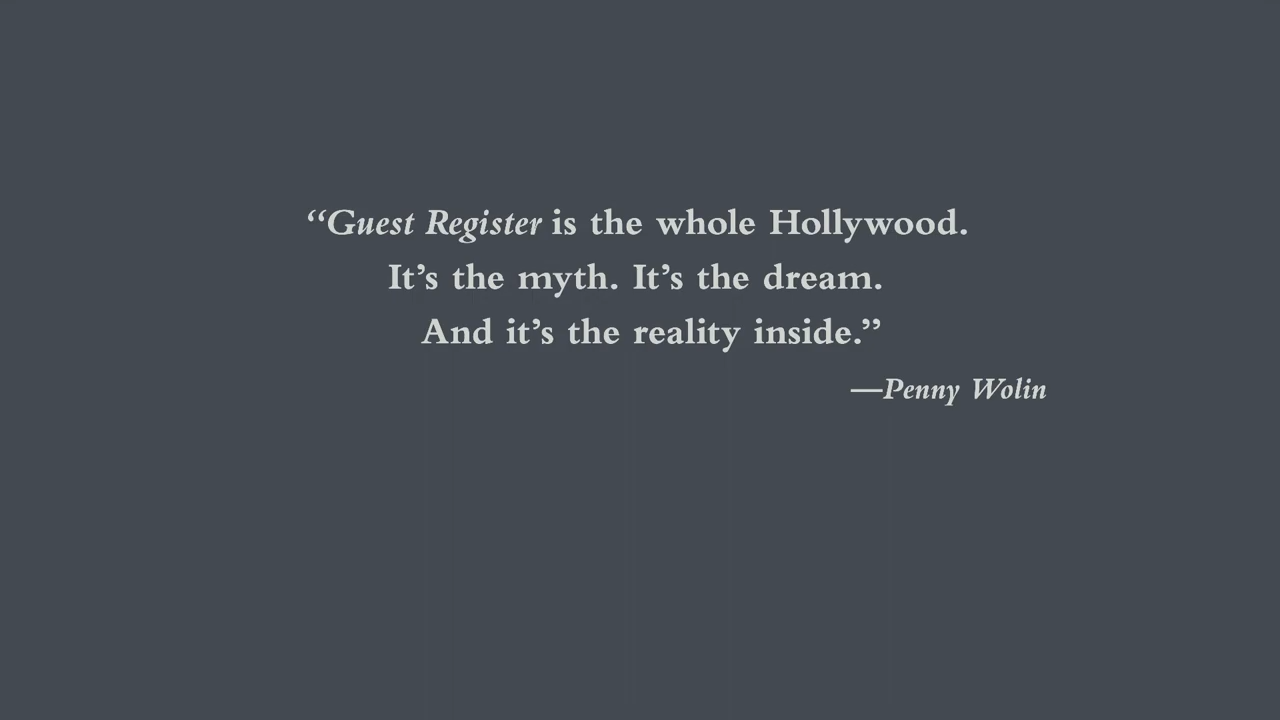 “Guest Register is the whole Hollywood.
It’s the myth. It’s the dream.
And it’s the reality inside.”
—Penny Wolin